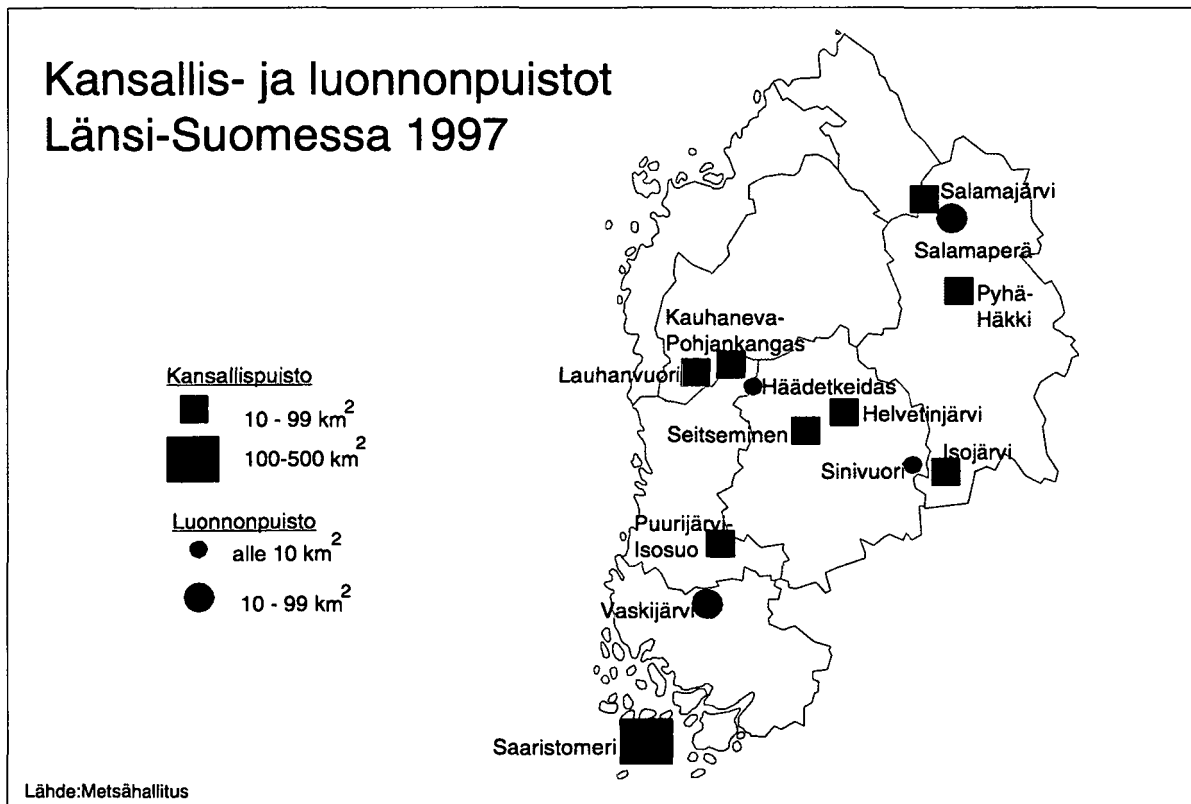 Kansallis- ja luonnonpuistot
Länsi-Suomessa 1997
Salamajärvi
Salamaperä
Pyhä-
Häkki
Kauhaneva-
Pohjankangas
Lauhanvuori
Häädetkeidas
Helvetinjärvi
Seitseminen
Isojärvi
Sinivuori
Puurijärvi-
Isosuo
Vaskijärvi
Saaristomeri
Kansallispuisto
10 - 99 km²
100-500 km²
Luonnonpuisto
alle 10 km²
10 - 99 km²
Lähde:Metsähallitus